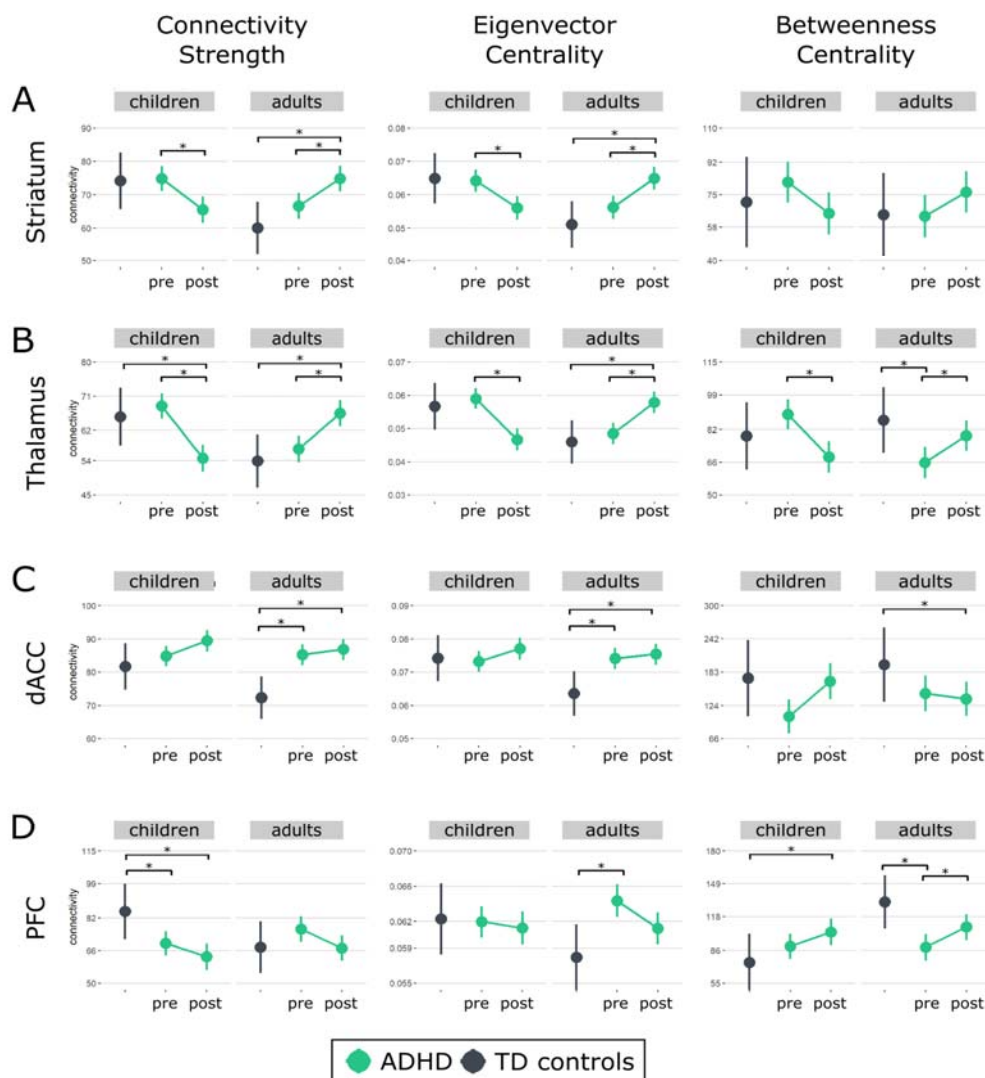 Connectivity Strength
Eigenvector Centrality
Betweenness Centrality
A
Striatum
children adults children adults children adults
connectivity
90 80 70 60 50
0.08 0.07 0.06 0.05 0.04
110 92 75 58 40
* * * * * *
pre post pre post pre post pre post pre post pre post
B
Thalamus
children adults children adults children adults
connectivity
80 71 62 54 45
0.07 0.06 0.05 0.04 0.03
115 99 82 66 50
* * * * * * * * * *
pre post pre post pre post pre post pre post pre post
C
dACC
children adults children adults children adults
connectivity
100 90 80 70 60
0.09 0.08 0.07 0.06 0.05
300 242 183 124 66
* * * * *
pre post pre post pre post pre post pre post pre post
D
PFC
children adults children adults children adults
connectivity
115 99 82 66 50
0.070 0.066 0.062 0.059 0.055
180 149 118 86 55
* * * * * *
pre post pre post pre post pre post pre post pre post
ADHD TD controls